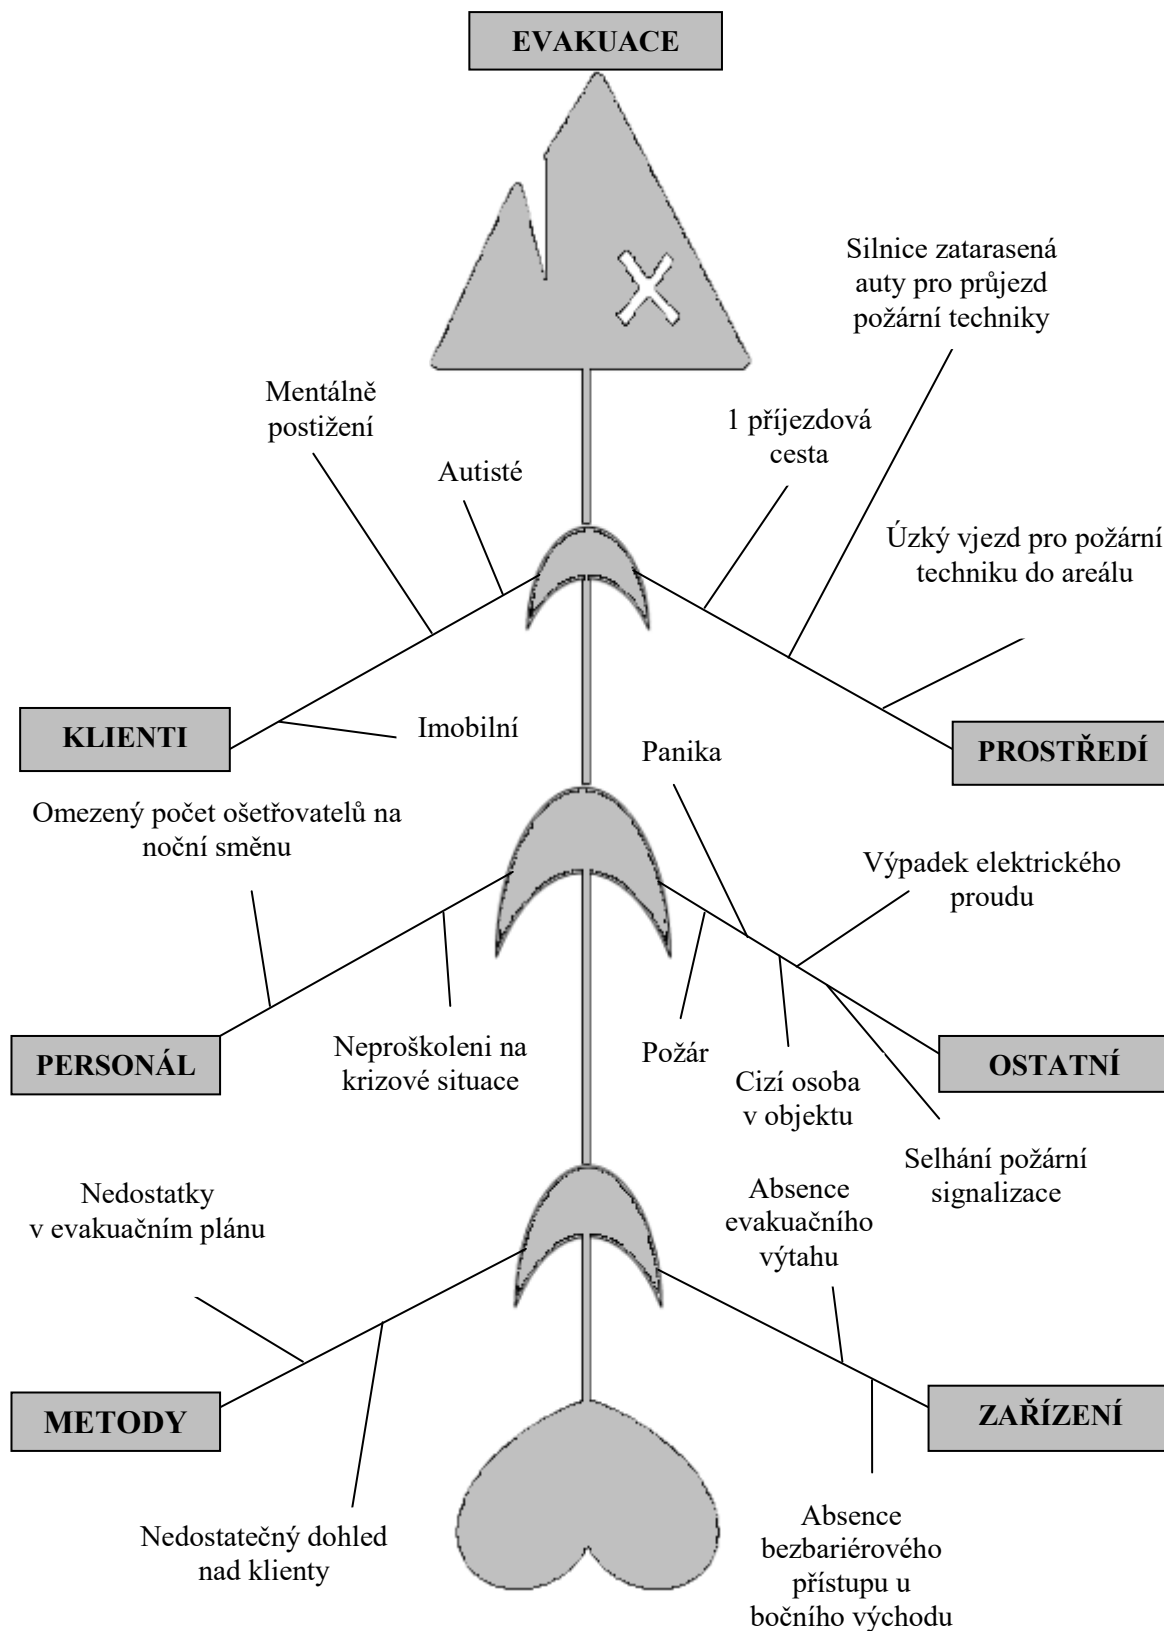 EVAKUACE
Silnice zatarasená
auty pro průjezd
požární techniky
Mentálně
postižení
1 příjezdová
cesta
Autisté
Úzký vjezd pro požární
techniku do areálu
KLIENTI
Imobilní
PROSTŘEDÍ
Panika
Omezený počet ošetřovatelů na
noční směnu
Výpadek elektrického
proudu
PERSONÁL
Neproškoleni na
krizové situace
Požár
OSTATNÍ
Cizí osoba
v objektu
Selhání požární
signalizace
Nedostatky
v evakuačním plánu
Absence
evakuačního
výtahu
METODY
ZAŘÍZENÍ
Nedostatečný dohled
nad klienty
Absence
bezbariérového
přístupu u
bočního východu